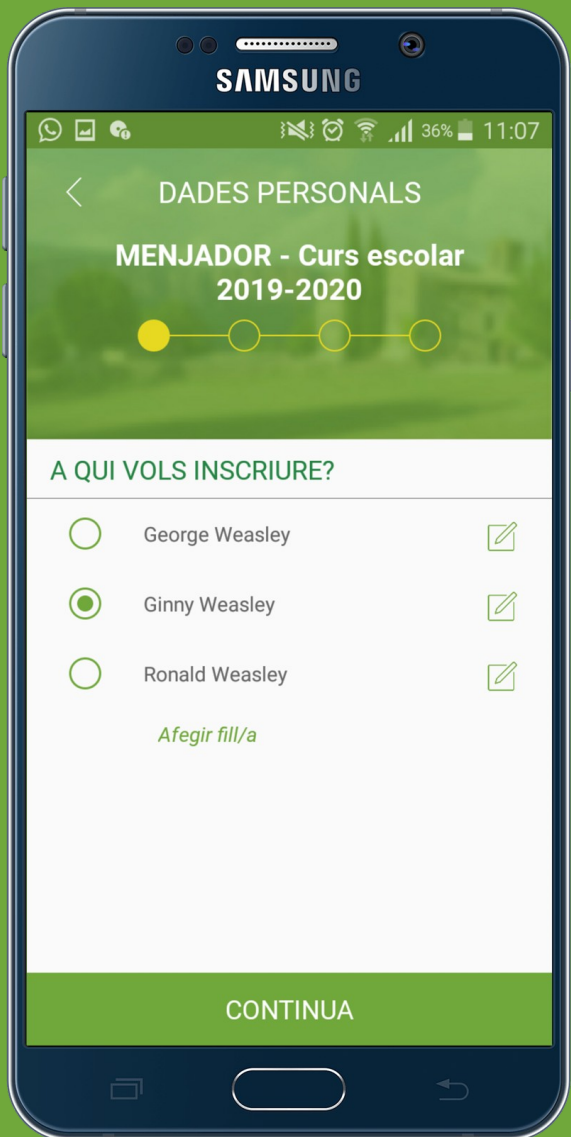 SAMSUNG
36% 11:07
DADES PERSONALS
MENJADOR - Curs escolar
2019-2020
A QUI VOLS INSCRIURE?
George Weasley
Ginny Weasley
Ronald Weasley
Afegir fill/a
CONTINUA